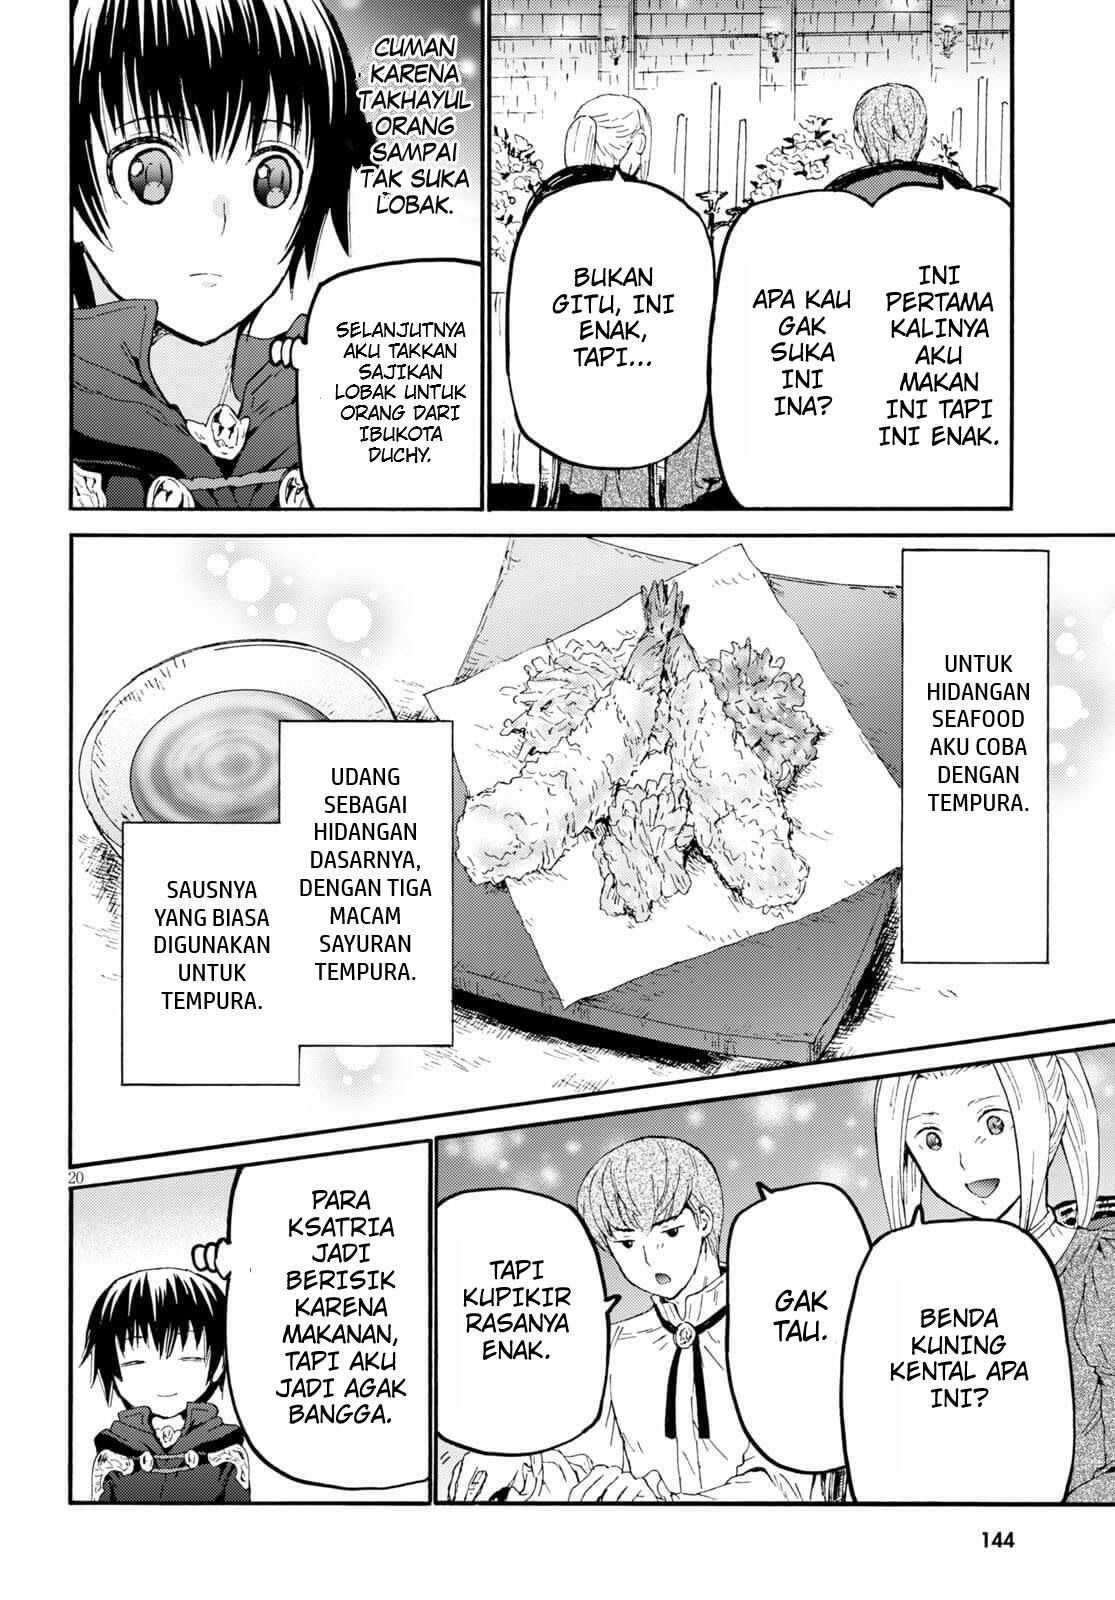 INI
PERTAMA
KALINYA
AKU
MAKAN
INI TAPI
INI ENAK.
APA KAU
GAK
SUKA
INI
INA?
BUKAN
GITU, INI
ENAK,
TAPI...
CUMAN
KARENA
TAKHAYUL
ORANG
SAMPAI
TAK SUKA
LOBAK.
SELANJUTNYA
AKU TAKKAN
SAJIKAN
LOBAK UNTUK
ORANG DARI
IBUKOTA
DUCHY.
UNTUK
HIDANGAN
SEAFOOD
AKU COBA
DENGAN
TEMPURA.
UDANG
SEBAGAI
HIDANGAN
DASARNYA,
DENGAN TIGA
MACAM
SAYURAN
TEMPURA.
SAUSNYA
YANG BIASA
DIGUNAKAN
UNTUK
TEMPURA.
BENDA
KUNING
KENTAL APA
INI?
GAK
TAU.
TAPI
KUPIKIR
RASANYA
ENAK.
PARA
KSATRIA
JADI
BERISIK
KARENA
MAKANAN,
TAPI AKU
JADI AGAK
BANGGA.
20
144